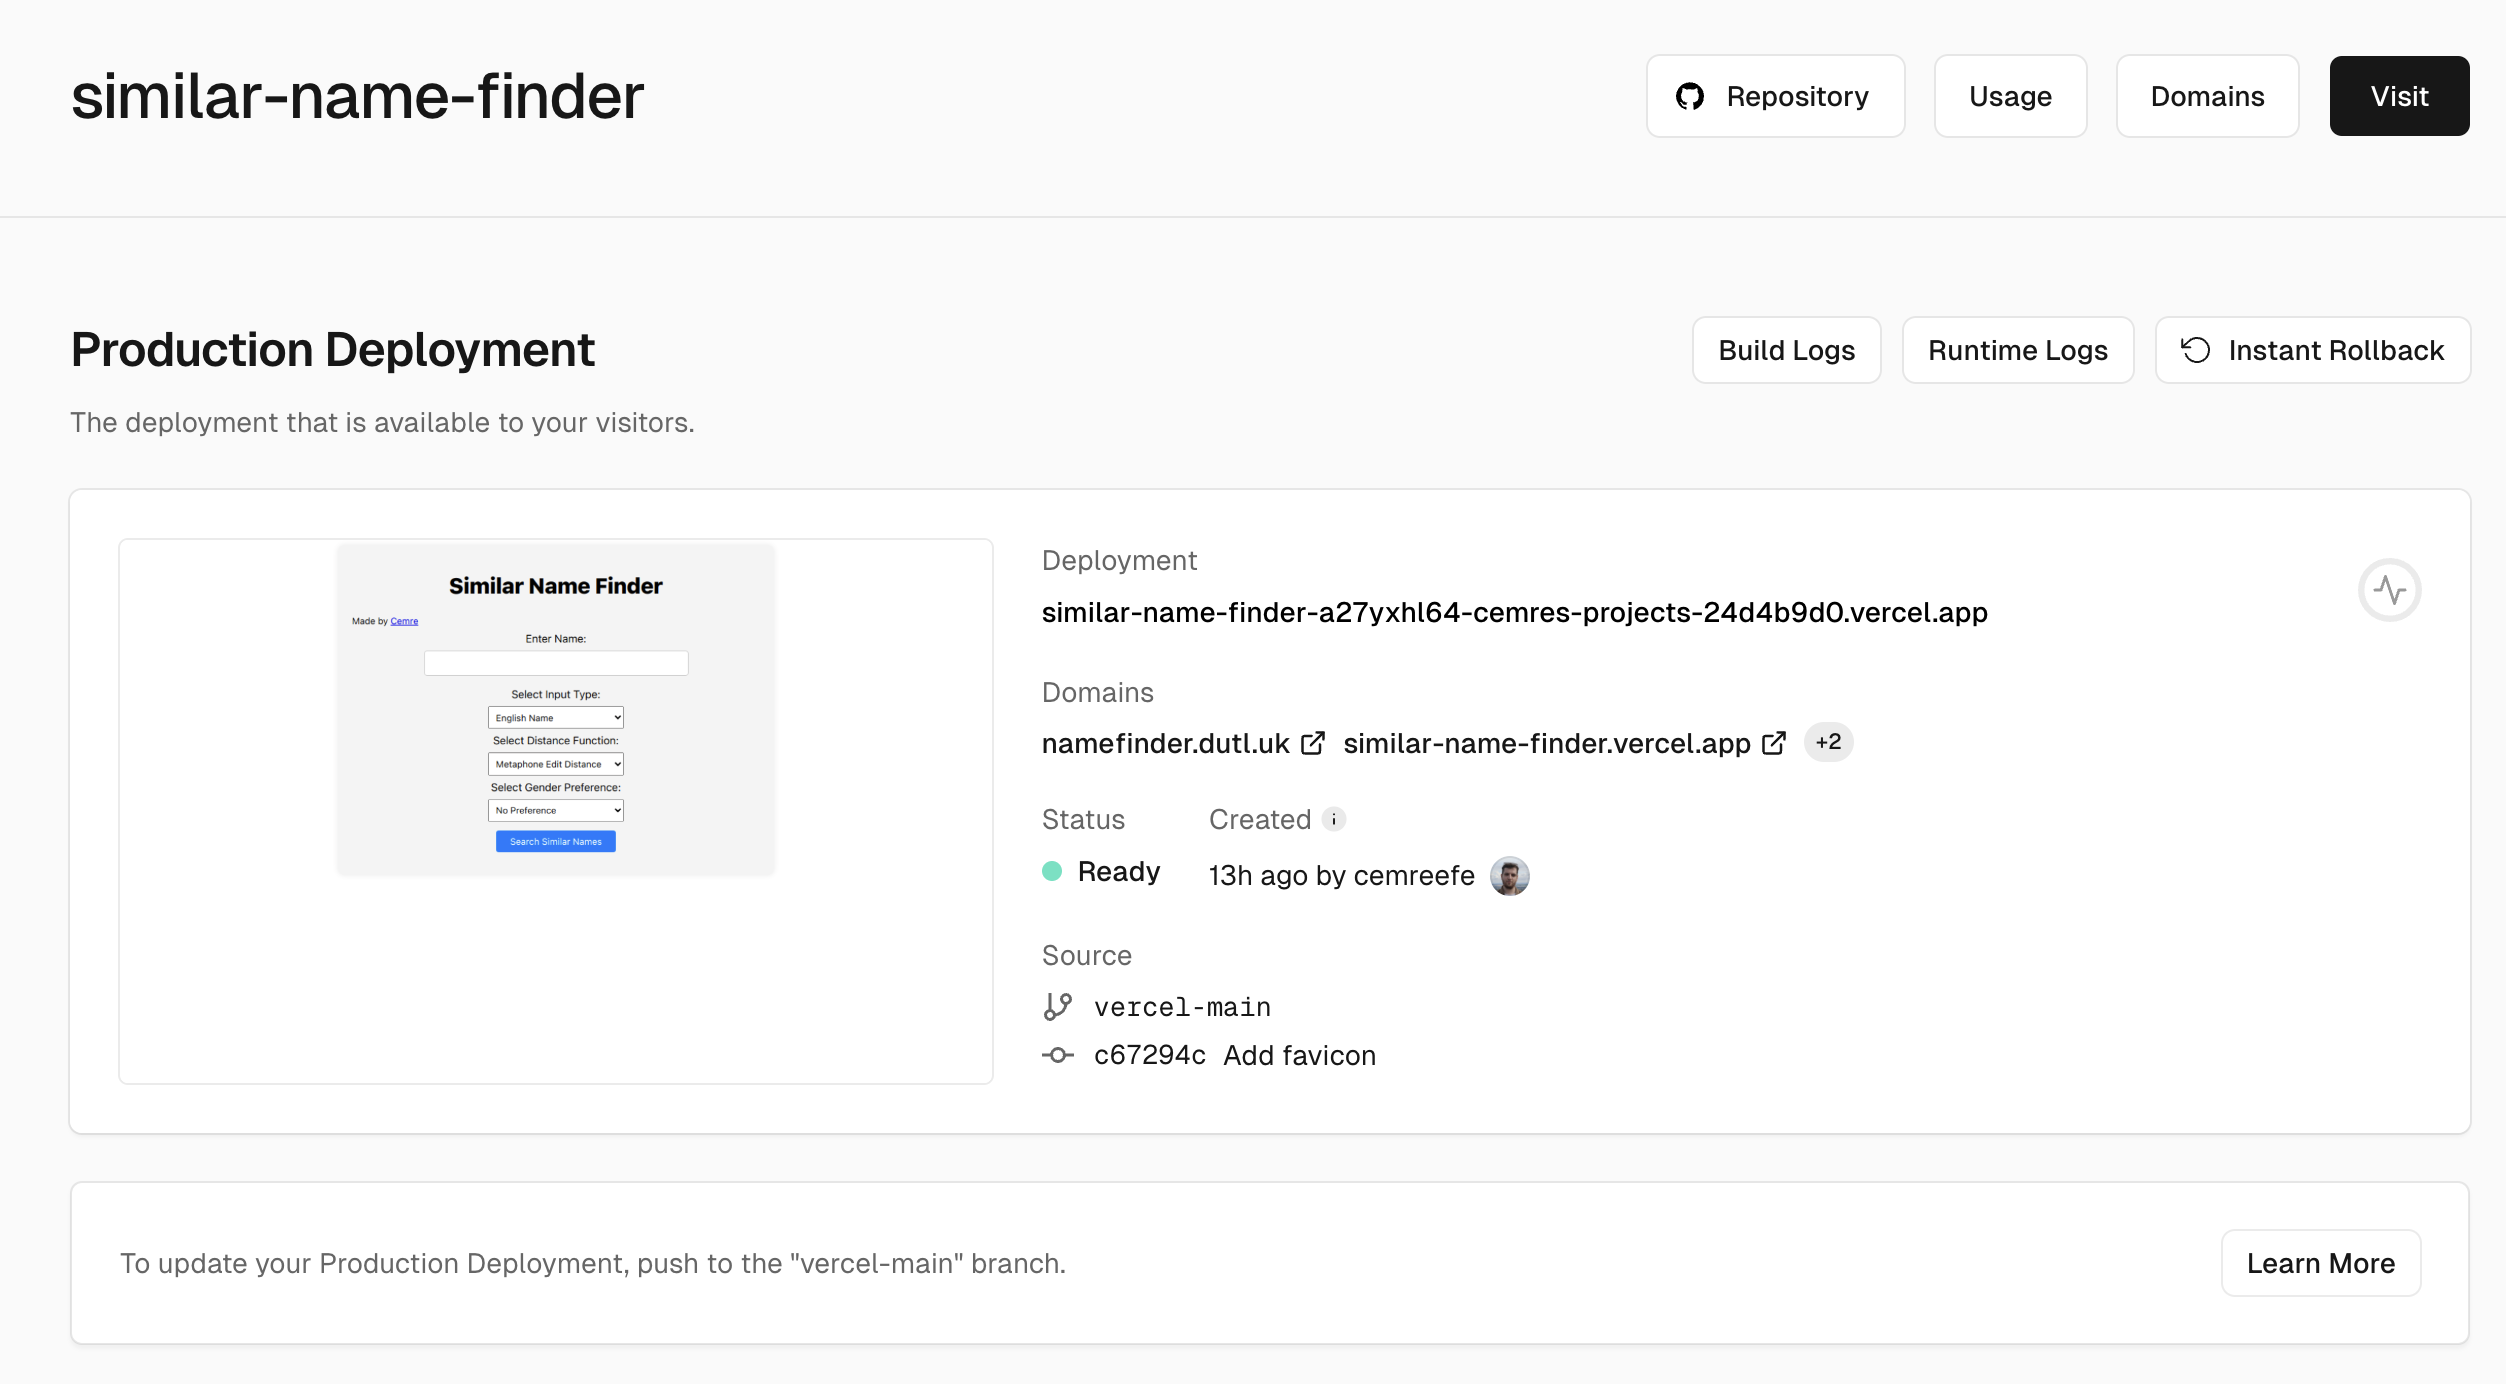 similar-name-finder
Repository
Usage
Domains
Visit
Production Deployment
Build Logs
Runtime Logs
Instant Rollback
The deployment that is available to your visitors.
Similar Name Finder
Made by Cemre
Enter Name:
Select Input Type:
English Name
Select Distance Function:
Metaphone Edit Distance
Select Gender Preference:
No Preference
Search Similar Names
Deployment
similar-name-finder-a27yxhl64-cemres-projects-24d4b9d0.vercel.app
Domains
namefinder.dutl.uk similar-name-finder.vercel.app +2
Status Created i
Ready 13h ago by cemreefe
Source
vercel-main
c67294c Add favicon
To update your Production Deployment, push to the "vercel-main" branch.
Learn More